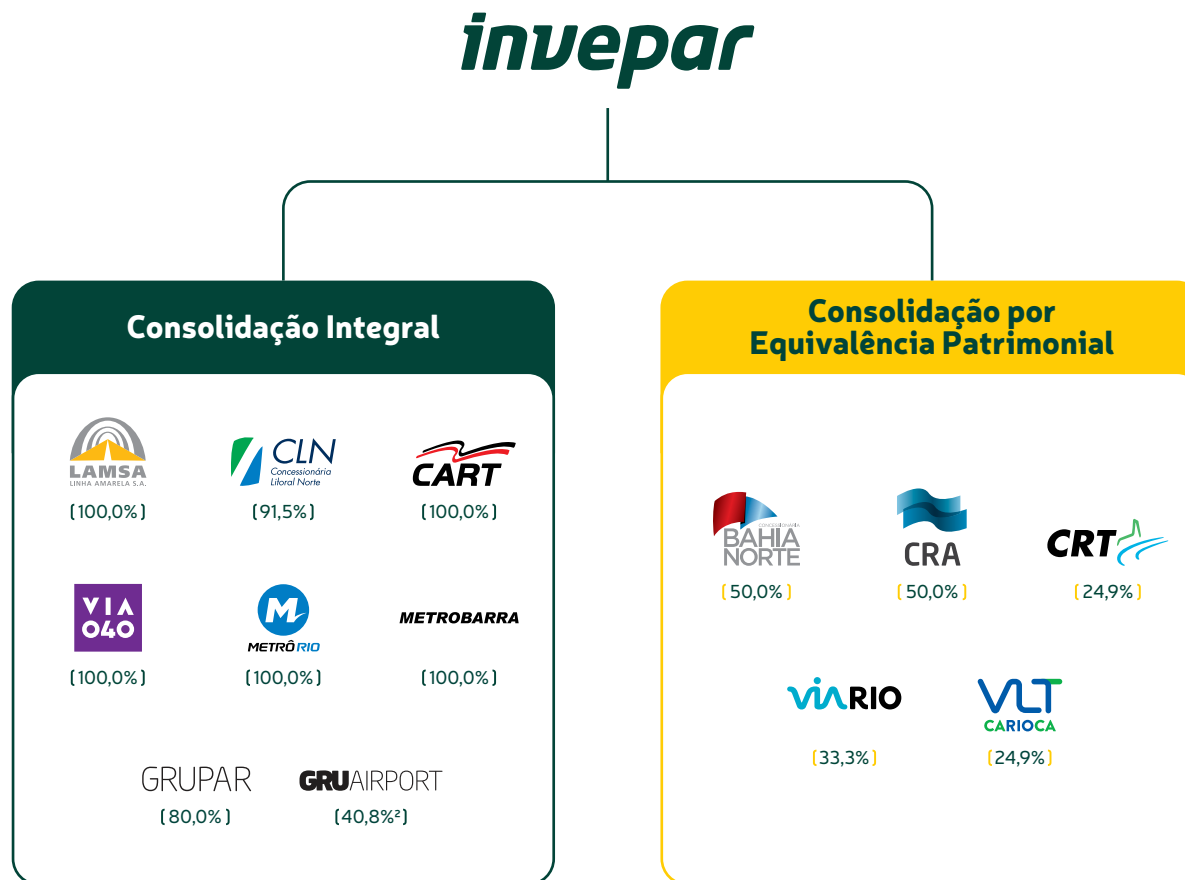 invepar
Consolidação Integral
LAMSA
LINHA AMARELA S.A.
(100,0%)
CLN
Concessionária
Litoral Norte
(91,5%)
CART
(100,0%)
VIA
040
(100,0%)
METRÔ RIO
(100,0%)
METROBARRA
(100,0%)
GRUPAR
(80,0%)
GRUAIRPORT
(40,8%²)
Consolidação por
Equivalência Patrimonial
CONCESSIONÁRIA
BAHIA
NORTE
(50,0%)
CRA
(50,0%)
CRT
(24,9%)
VIARIO
(33,3%)
VLT
CARIOCA
(24,9%)